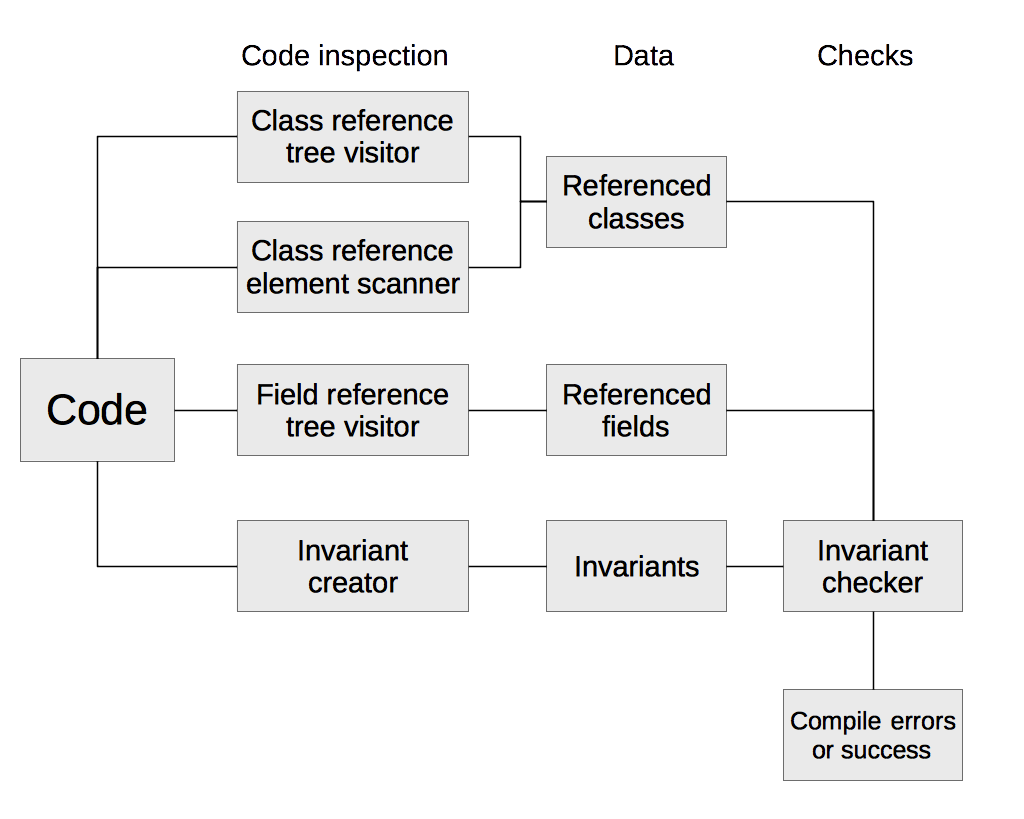 Code inspection
Data
Checks
Class reference
tree visitor
Referenced
classes
Class reference
element scanner
Code
Field reference
tree visitor
Referenced
fields
Invariant
creator
Invariants
Invariant
checker
Compile errors
or success